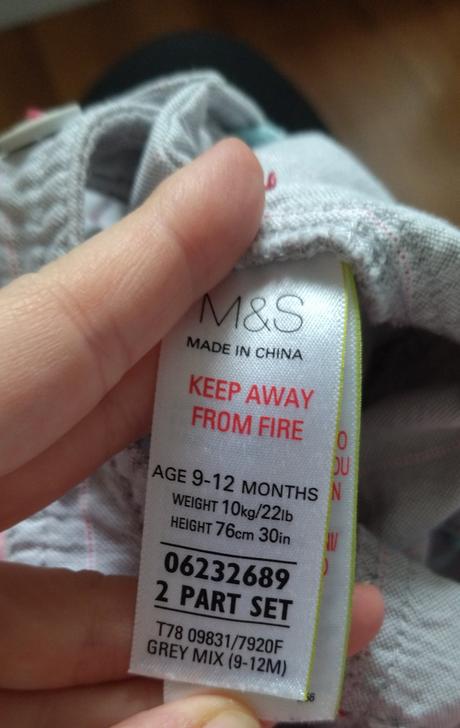 M&S
MADE IN CHINA
KEEP AWAY
FROM FIRE
AGE 9-12 MONTHS
WEIGHT 10kg/22lb
HEIGHT 76cm 30in
06232689
2 PART SET
T78 09831/7920F
GREY MIX (9-12M)